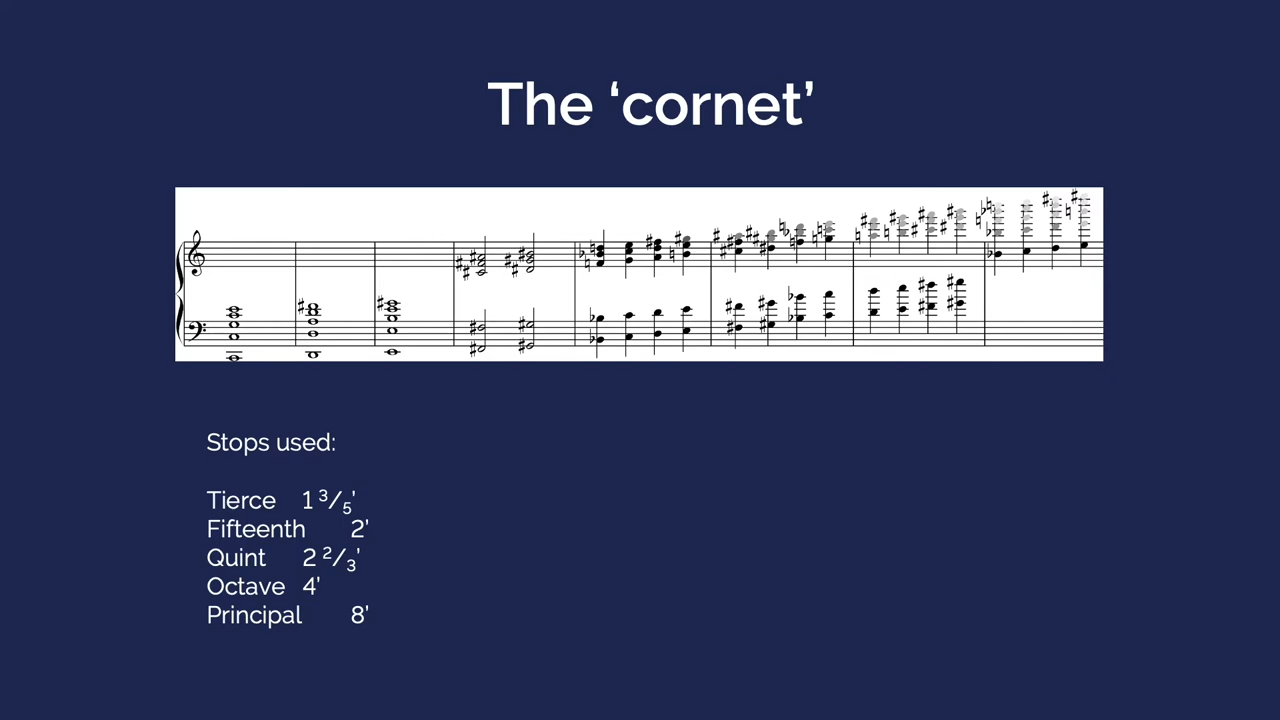 The ‘cornet’
Stops used:
Tierce 1 3/5'
Fifteenth 2'
Quint 2 2/3'
Octave 4'
Principal 8'